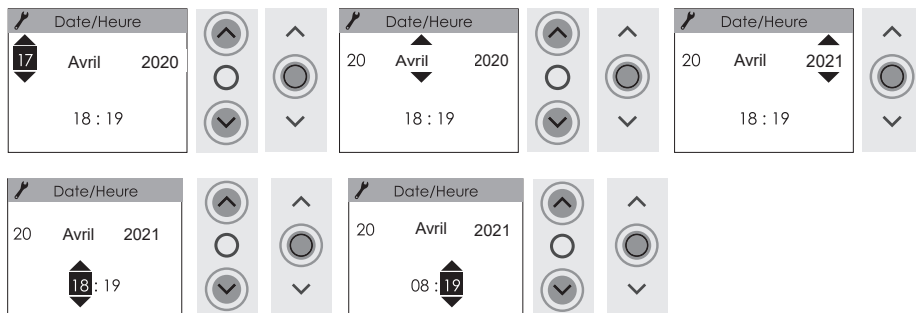 Date/Heure
17 Avril 2020
18 : 19
Date/Heure
20 Avril 2020
18 : 19
Date/Heure
20 Avril 2021
18 : 19
Date/Heure
20 Avril 2021
18 : 19
Date/Heure
20 Avril 2021
08 : 19